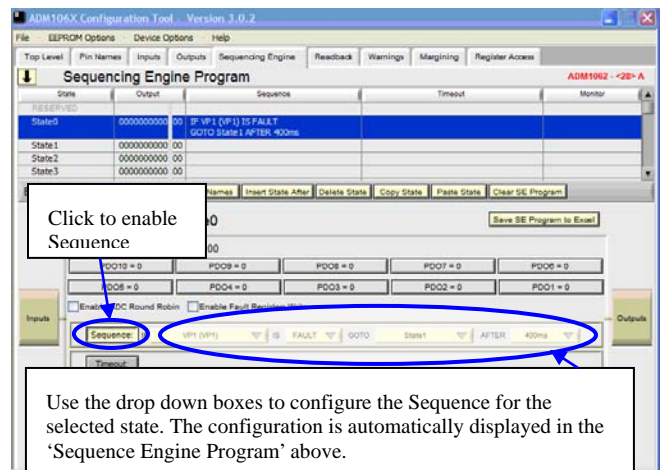 ADM106X Configuration Tool - Version 3.0.2
File EEPROM Options Device Options Help
Top Level Pin Names Inputs Outputs Sequencing Engine Readback Warnings Margining Register Access
Sequencing Engine Program ADM1062 - <28> A
State Output Sequence Timeout Monitor
RESERVED
State0 0000000000 00 IF VP1 (VP1) IS FAULT
GOTO State1 AFTER 400ms
State1 0000000000 00
State2 0000000000 00
State3 0000000000 00
Names Insert State After Delete State Copy State Paste State Clear SE Program
Click to enable
Sequence
Save SE Program to Excel
00
PDO10 = 0 PDO9 = 0 PDO8 = 0 PDO7 = 0 PDO6 = 0
PDO5 = 0 PDO4 = 0 PDO3 = 0 PDO2 = 0 PDO1 = 0
Inputs
Outputs
Sequence: VP1 (VP1) IS FAULT GOTO State1 AFTER 400ms
Timeout:
Use the drop down boxes to configure the Sequence for the
selected state. The configuration is automatically displayed in the
‘Sequence Engine Program’ above.